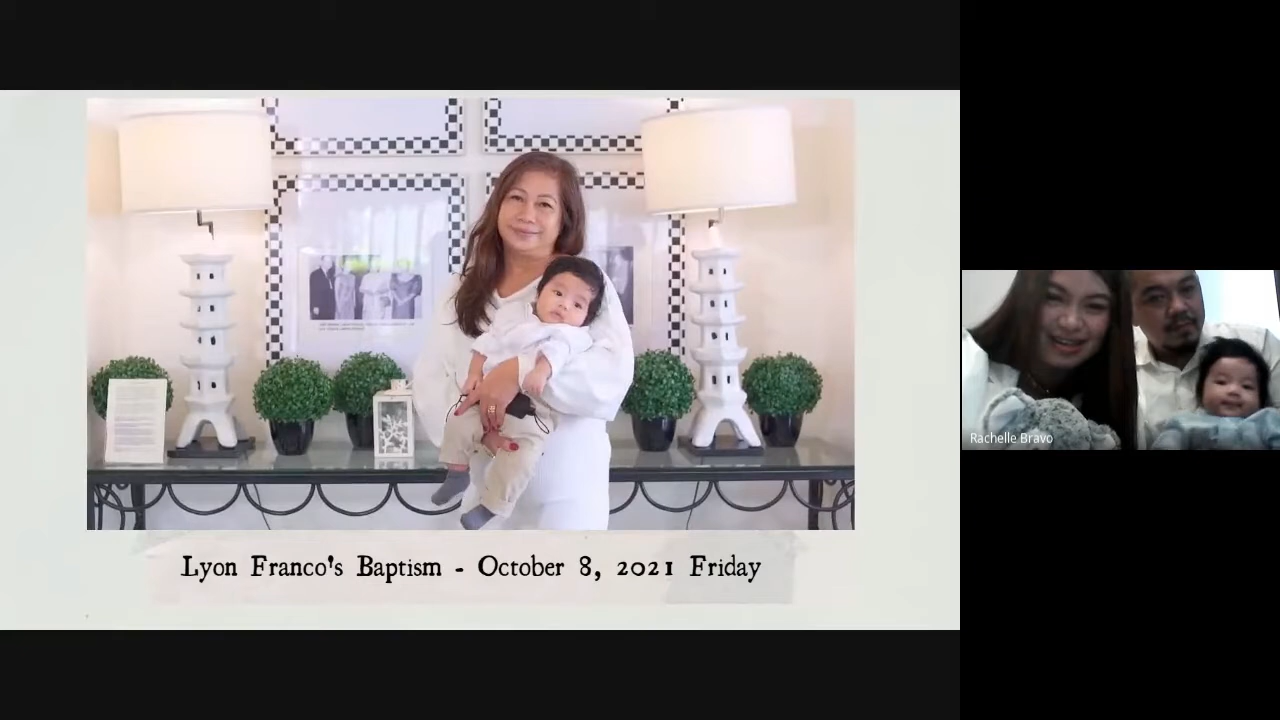 Lyon Franco's Baptism - October 8, 2021 Friday
Rachelle Bravo